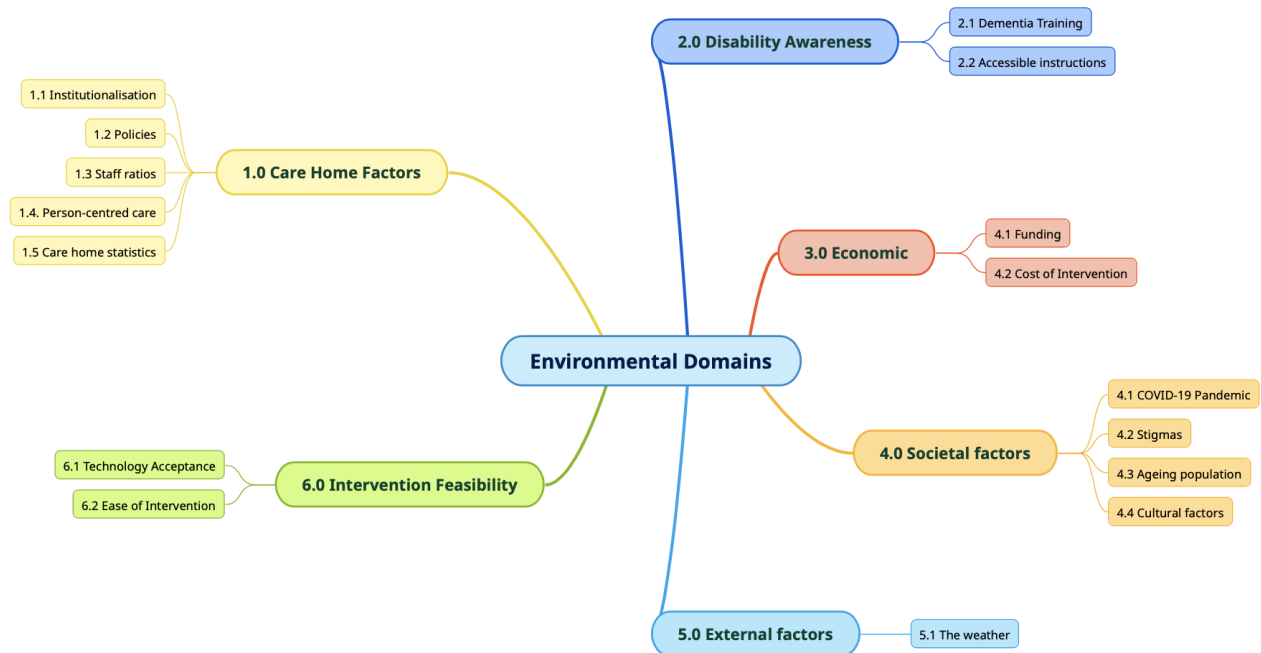 Environmental Domains
1.0 Care Home Factors
1.1 Institutionalisation
1.2 Policies
1.3 Staff ratios
1.4. Person-centred care
1.5 Care home statistics
2.0 Disability Awareness
2.1 Dementia Training
2.2 Accessible instructions
3.0 Economic
4.1 Funding
4.2 Cost of Intervention
4.0 Societal factors
4.1 COVID-19 Pandemic
4.2 Stigmas
4.3 Ageing population
4.4 Cultural factors
5.0 External factors
5.1 The weather
6.0 Intervention Feasibility
6.1 Technology Acceptance
6.2 Ease of Intervention